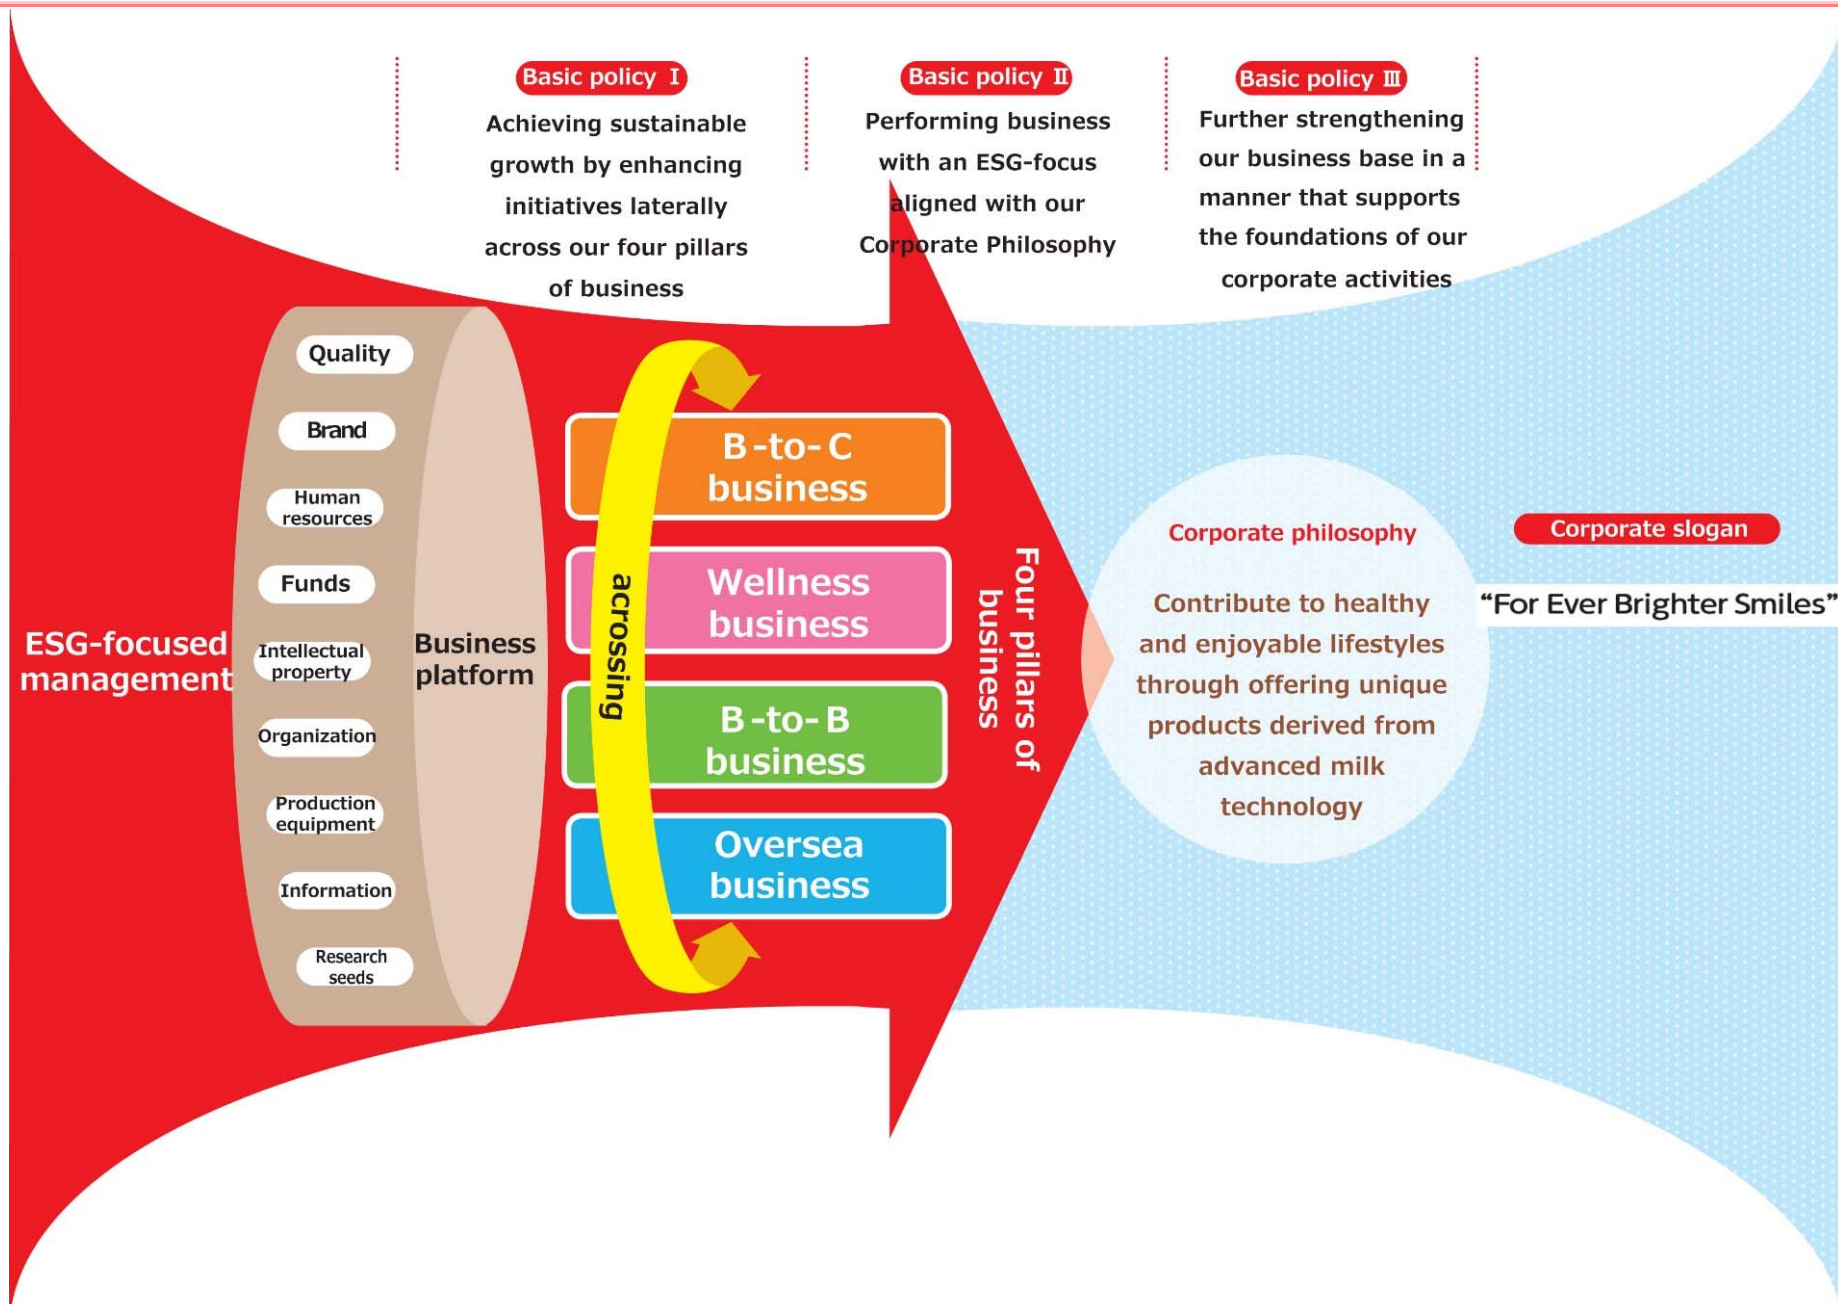 Basic policy Ⅰ
Achieving sustainable
growth by enhancing
initiatives laterally
across our four pillars
of business
Basic policy Ⅱ
Performing business
with an ESG-focus
aligned with our
Corporate Philosophy
Basic policy Ⅲ
Further strengthening
our business base in a
manner that supports
the foundations of our
corporate activities
ESG-focused
management
Quality
Brand
Human
resources
Funds
Intellectual
property
Organization
Production
equipment
Information
Research
seeds
Business
platform
acrossing
B-to-C
business
Wellness
business
B-to-B
business
Oversea
business
Four pillars of
business
Corporate philosophy
Contribute to healthy
and enjoyable lifestyles
through offering unique
products derived from
advanced milk
technology
Corporate slogan
“For Ever Brighter Smiles”